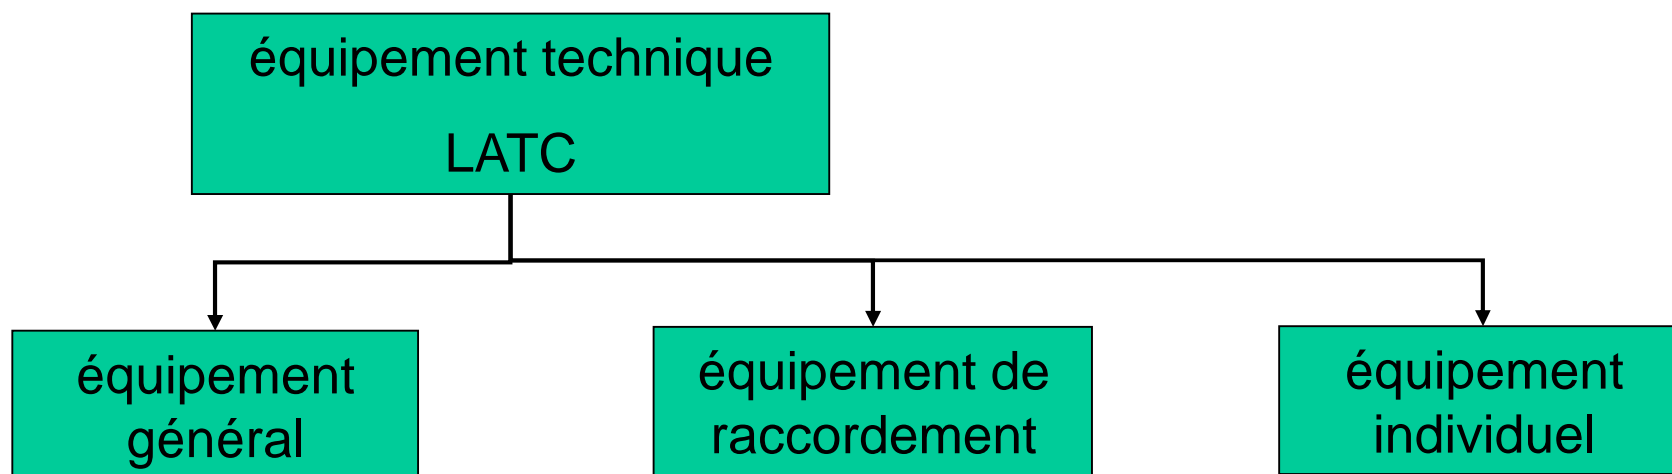 équipement technique
LATC
équipement
général
équipement de
raccordement
équipement
individuel